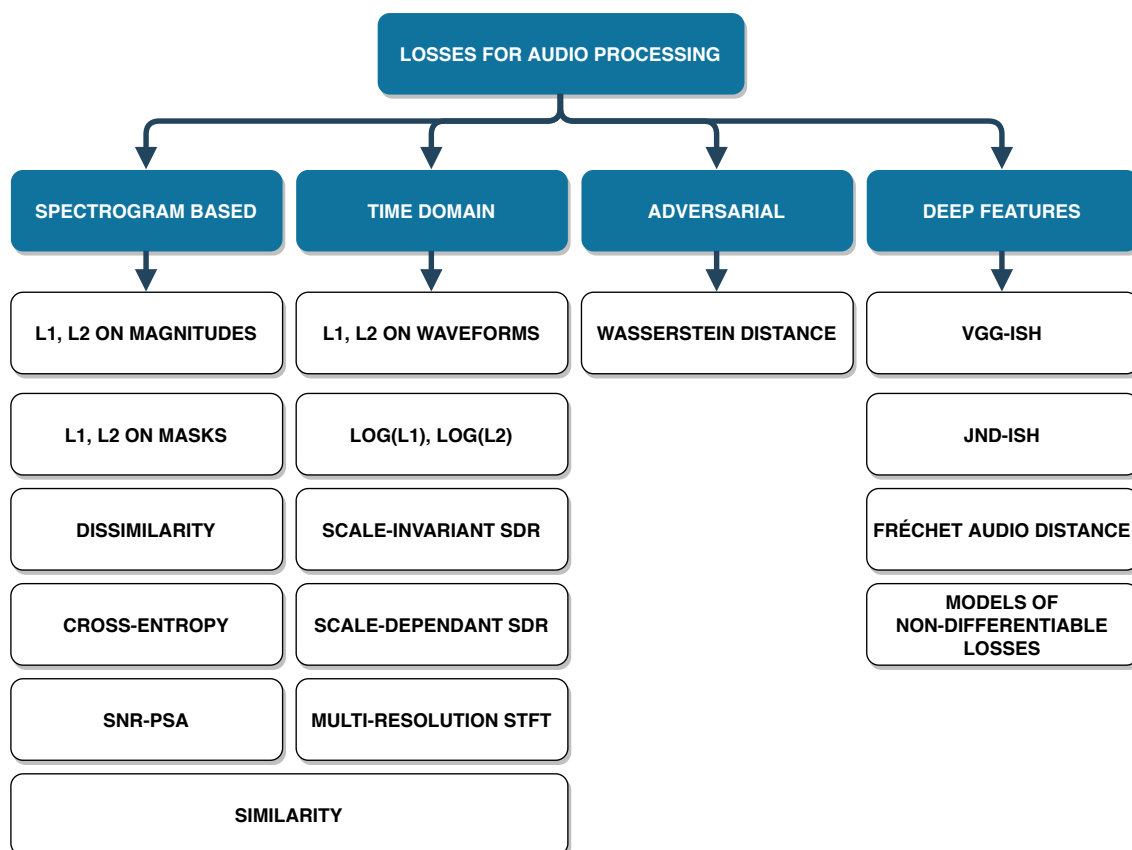 LOSSES FOR AUDIO PROCESSING
SPECTROGRAM BASED
TIME DOMAIN
ADVERSARIAL
DEEP FEATURES
L1, L2 ON MAGNITUDES
L1, L2 ON WAVEFORMS
WASSERSTEIN DISTANCE
VGG-ISH
L1, L2 ON MASKS
LOG(L1), LOG(L2)
JND-ISH
DISSIMILARITY
SCALE-INVARIANT SDR
FRÉCHET AUDIO DISTANCE
CROSS-ENTROPY
SCALE-DEPENDANT SDR
MODELS OF
NON-DIFFERENTIABLE
LOSSES
SNR-PSA
MULTI-RESOLUTION STFT
SIMILARITY